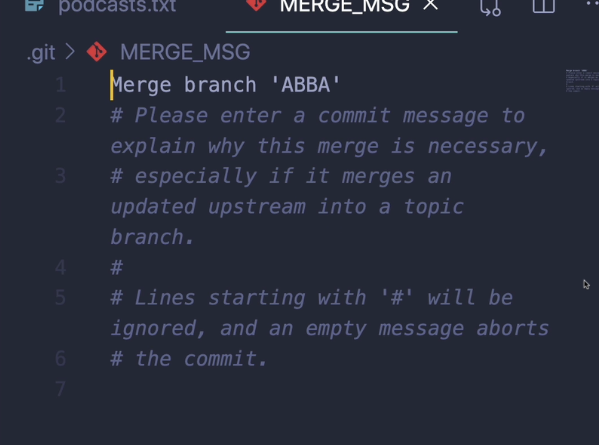 podcasts.txt MERGE_MSG
.git > MERGE_MSG
1 Merge branch 'ABBA'
2 # Please enter a commit message to
explain why this merge is necessary,
3 # especially if it merges an
updated upstream into a topic
branch.
4 #
5 # Lines starting with '#' will be
ignored, and an empty message aborts
6 # the commit.
7